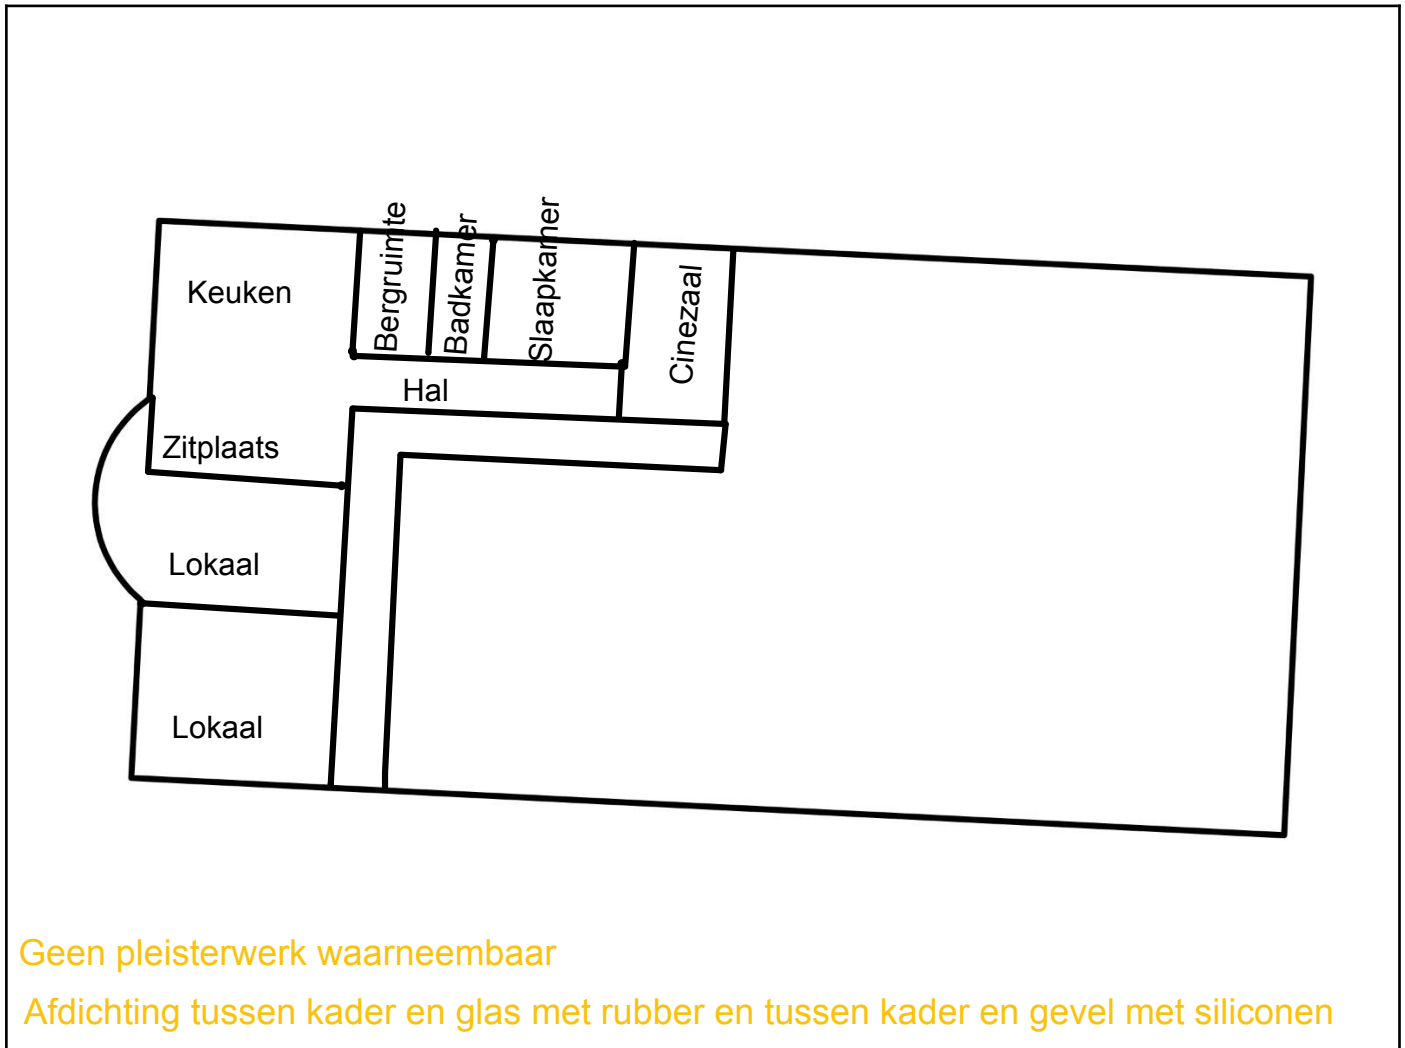 Keuken
Bergruimte
Badkamer
Slaapkamer
Cinezaal
Hal
Zitplaats
Lokaal
Lokaal
Geen pleisterwerk waarneembaar
Afdichting tussen kader en glas met rubber en tussen kader en gevel met siliconen